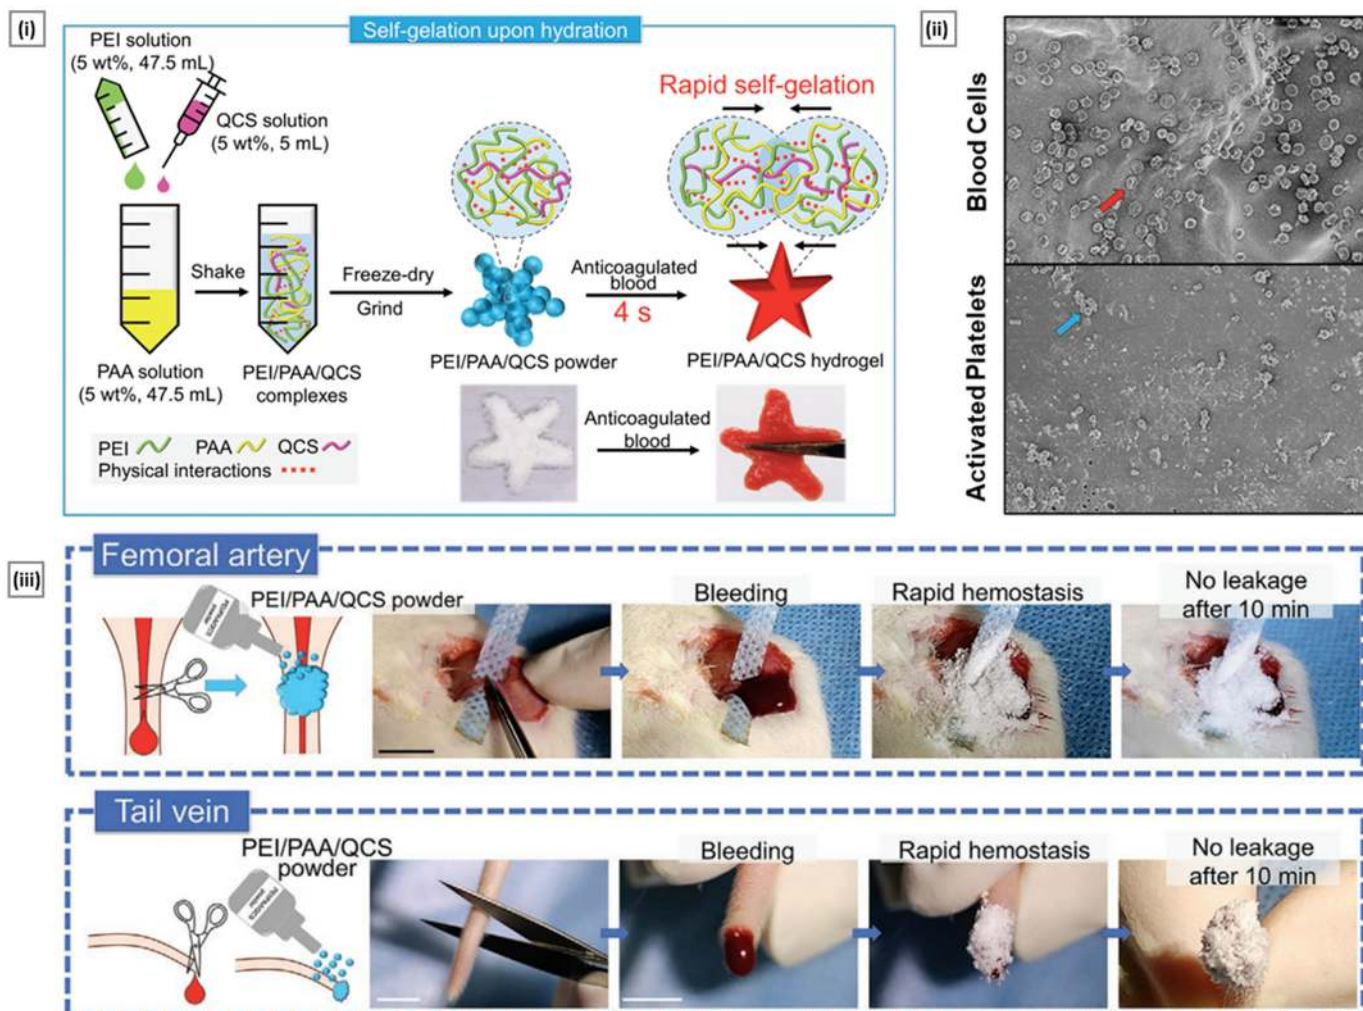 (i)
Self-gelation upon hydration
PEI solution
(5 wt%, 47.5 mL)
QCS solution
(5 wt%, 5 mL)
Rapid self-gelation
Shake
Freeze-dry
Grind
Anticoagulated
blood
4 s
PAA solution
(5 wt%, 47.5 mL)
PEI/PAA/QCS
complexes
PEI/PAA/QCS powder
PEI/PAA/QCS hydrogel
Anticoagulated
blood
PEI
PAA
QCS
Physical interactions
(ii)
Blood Cells
Activated Platelets
(iii)
Femoral artery
PEI/PAA/QCS powder
Bleeding
Rapid hemostasis
No leakage
after 10 min
Tail vein
PEI/PAA/QCS
powder
Bleeding
Rapid hemostasis
No leakage
after 10 min